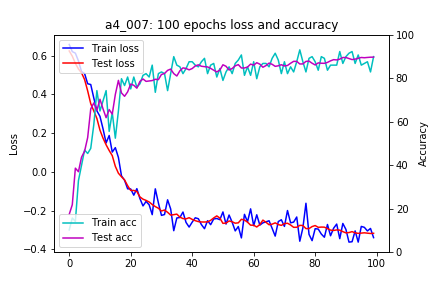 a4_007: 100 epochs loss and accuracy
Train loss
Test loss
Train acc
Test acc
Loss
Accuracy
0.6
0.4
0.2
0.0
−0.2
−0.4
100
80
60
40
20
0
0
20
40
60
80
100